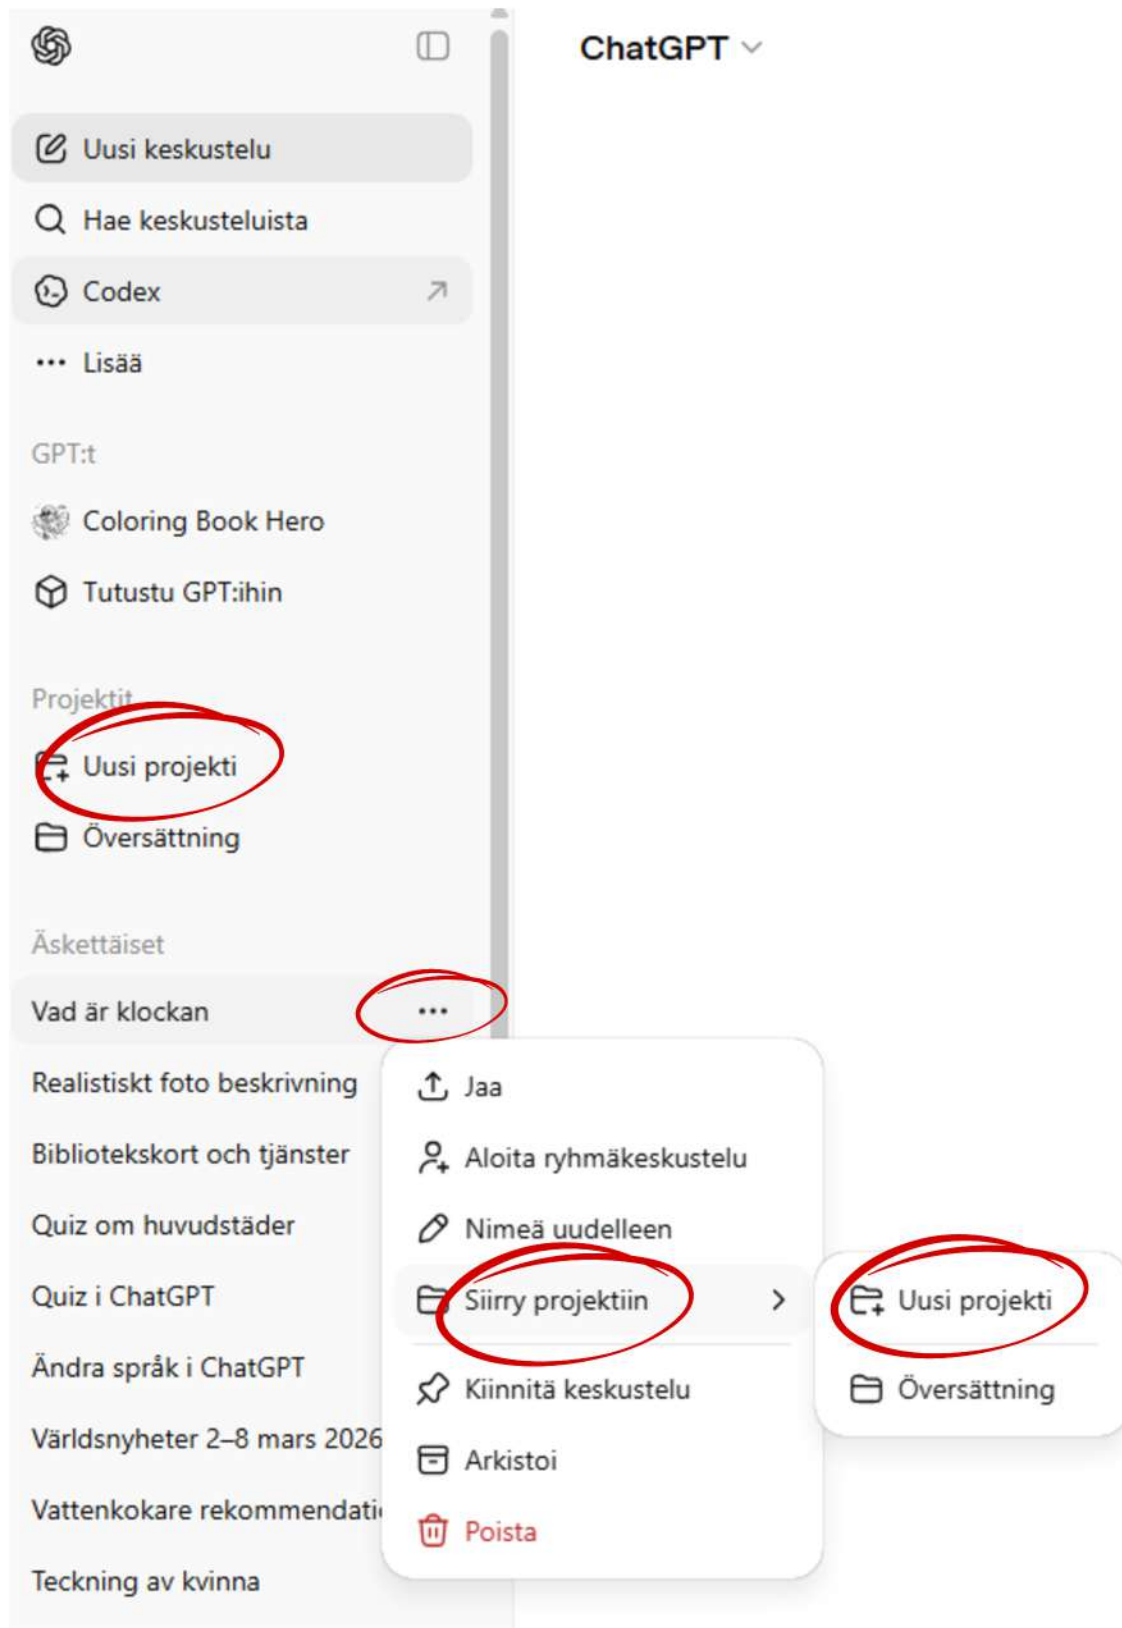 ChatGPT
Uusi keskustelu
Hae keskusteluista
Codex
Lisää
GPT:t
Coloring Book Hero
Tutustu GPT:ihin
Projektit
Uusi projekti
Översättning
Äskettäiset
Vad är klockan
Realistiskt foto beskrivning
Bibliotekskort och tjänster
Quiz om huvudstäder
Quiz i ChatGPT
Ändra språk i ChatGPT
Världsnyheter 2–8 mars 2026
Vattenkokare rekommendati
Teckning av kvinna
Jaa
Aloita ryhmäkeskustelu
Nimeä uudelleen
Siirry projektiin
Kiinnitä keskustelu
Arkistoi
Poista
Uusi projekti
Översättning